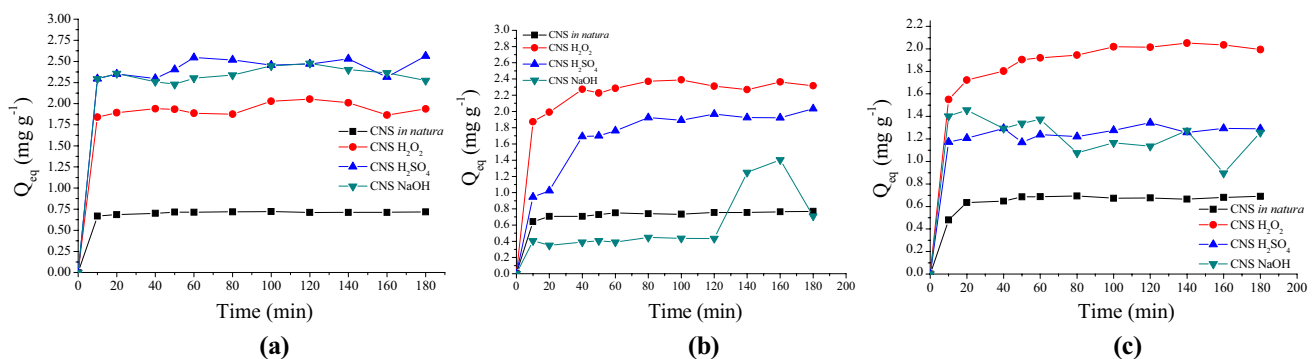 3.00
2.75
2.50
2.25
2.00
1.75
1.50
1.25
1.00
0.75
0.50
0.25
0.00
Q_eq (mg g⁻¹)
CNS in natura
CNS H₂O₂
CNS H₂SO₄
CNS NaOH
0 20 40 60 80 100 120 140 160 180
Time (min)
(a)
3.0
2.8
2.6
2.4
2.2
2.0
1.8
1.6
1.4
1.2
1.0
0.8
0.6
0.4
0.2
0.0
Q_eq (mg g⁻¹)
CNS in natura
CNS H₂O₂
CNS H₂SO₄
CNS NaOH
0 20 40 60 80 100 120 140 160 180 200
Time (min)
(b)
2.2
2.0
1.8
1.6
1.4
1.2
1.0
0.8
0.6
0.4
0.2
0.0
Q_eq (mg g⁻¹)
CNS in natura
CNS H₂O₂
CNS H₂SO₄
CNS NaOH
0 20 40 60 80 100 120 140 160 180 200
Time (min)
(c)